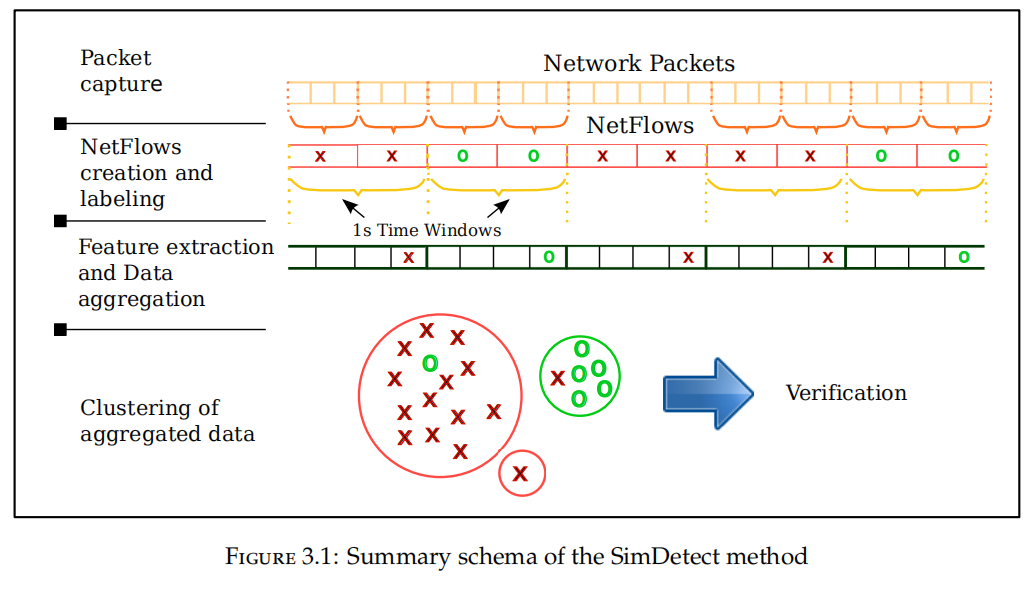 Packet
capture
Network Packets
NetFlows
NetFlows
creation and
labeling
x x o o x x x x o o
1s Time Windows
Feature extraction
and Data
aggregation
x o x x o
Clustering of
aggregated data
x x x o x x x x x x x x x x x
o x o o o o o
x
Verification
FIGURE 3.1: Summary schema of the SimDetect method